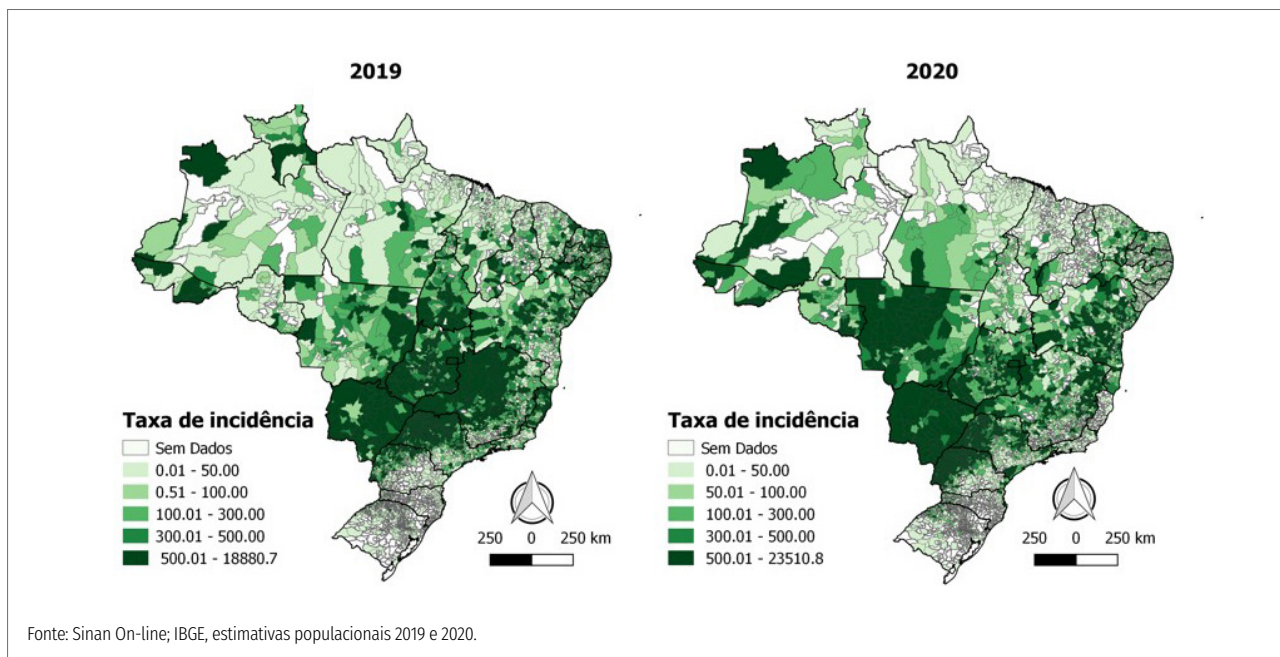 2019
2020
Taxa de incidência
Sem Dados
0.01 - 50.00
0.51 - 100.00
100.01 - 300.00
300.01 - 500.00
500.01 - 18880.7
250 0 250 km
Taxa de incidência
Sem Dados
0.01 - 50.00
50.01 - 100.00
100.01 - 300.00
300.01 - 500.00
500.01 - 23510.8
250 0 250 km
Fonte: Sinan On-line; IBGE, estimativas populacionais 2019 e 2020.